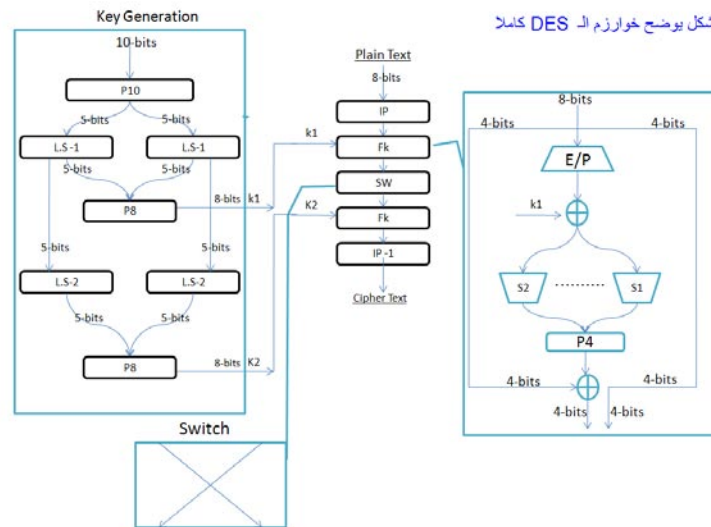 شكل يوضح خوارزم الـ DES كاملا
Key Generation
10-bits
P10
5-bits
5-bits
L.S-1
L.S-1
5-bits
5-bits
P8
8-bits
k1
5-bits
5-bits
L.S-2
L.S-2
5-bits
5-bits
P8
8-bits
K2
Switch
Plain Text
8-bits
IP
k1
Fk
SW
K2
Fk
IP-1
Cipher Text
8-bits
4-bits
4-bits
E/P
k1
S2
S1
P4
4-bits
4-bits
4-bits
4-bits